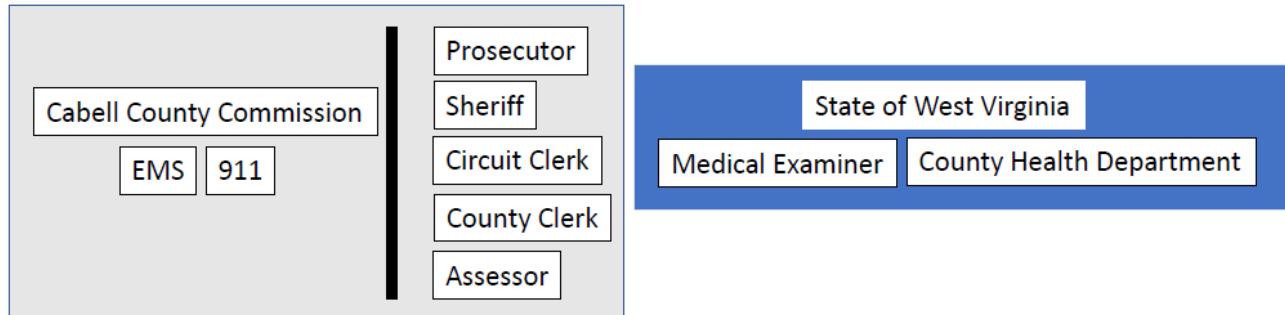 Cabell County Commission
EMS
911
Prosecutor
Sheriff
Circuit Clerk
County Clerk
Assessor
State of West Virginia
Medical Examiner
County Health Department